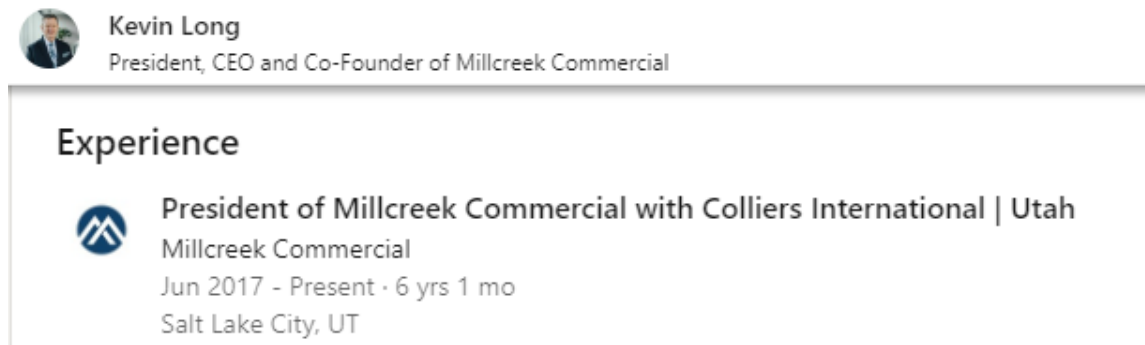 Kevin Long
President, CEO and Co-Founder of Millcreek Commercial
Experience
President of Millcreek Commercial with Colliers International | Utah
Millcreek Commercial
Jun 2017 - Present · 6 yrs 1 mo
Salt Lake City, UT